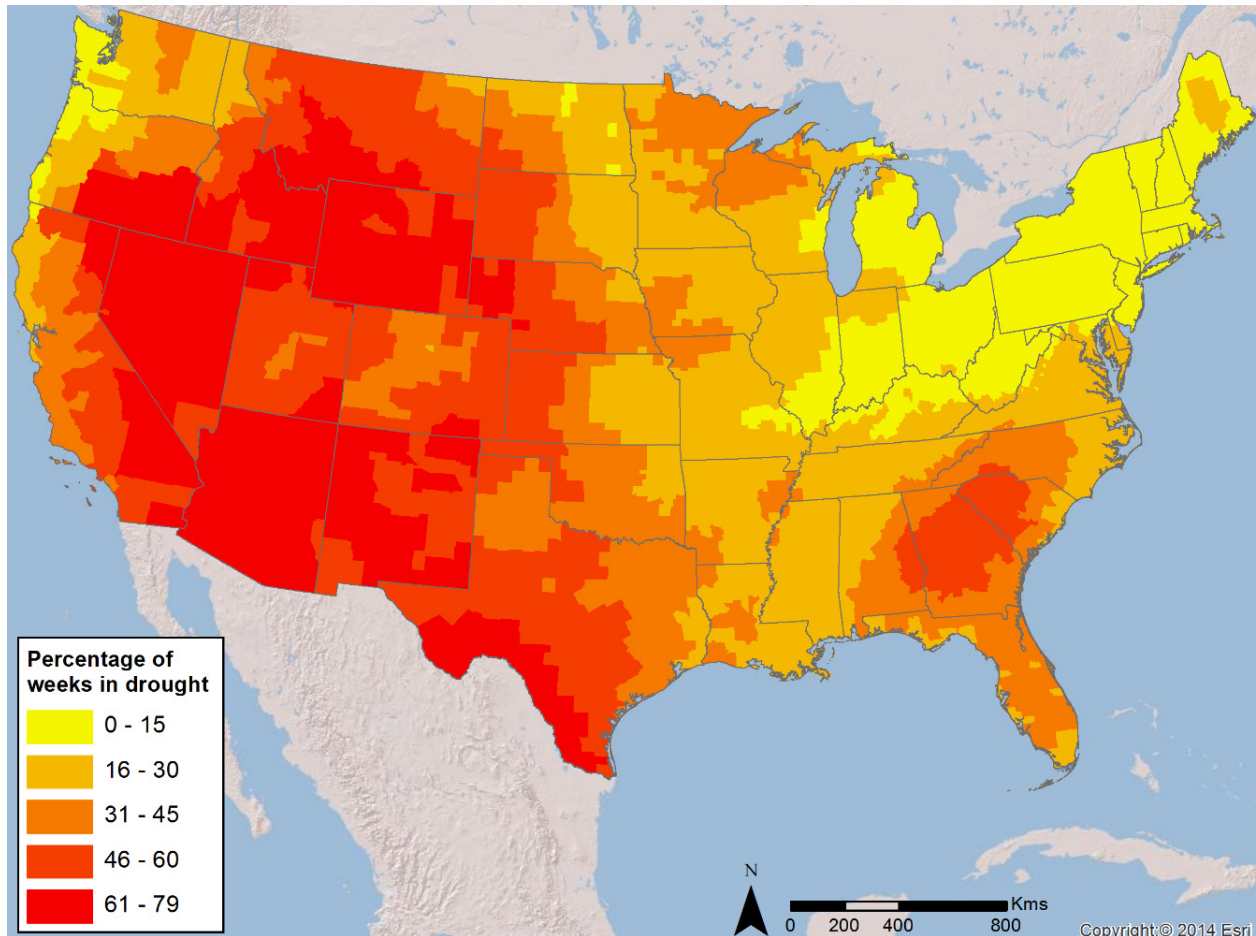 Percentage of
weeks in drought
0 - 15
16 - 30
31 - 45
46 - 60
61 - 79
N
Kms
0 200 400 800
Copyright:© 2014 Esri